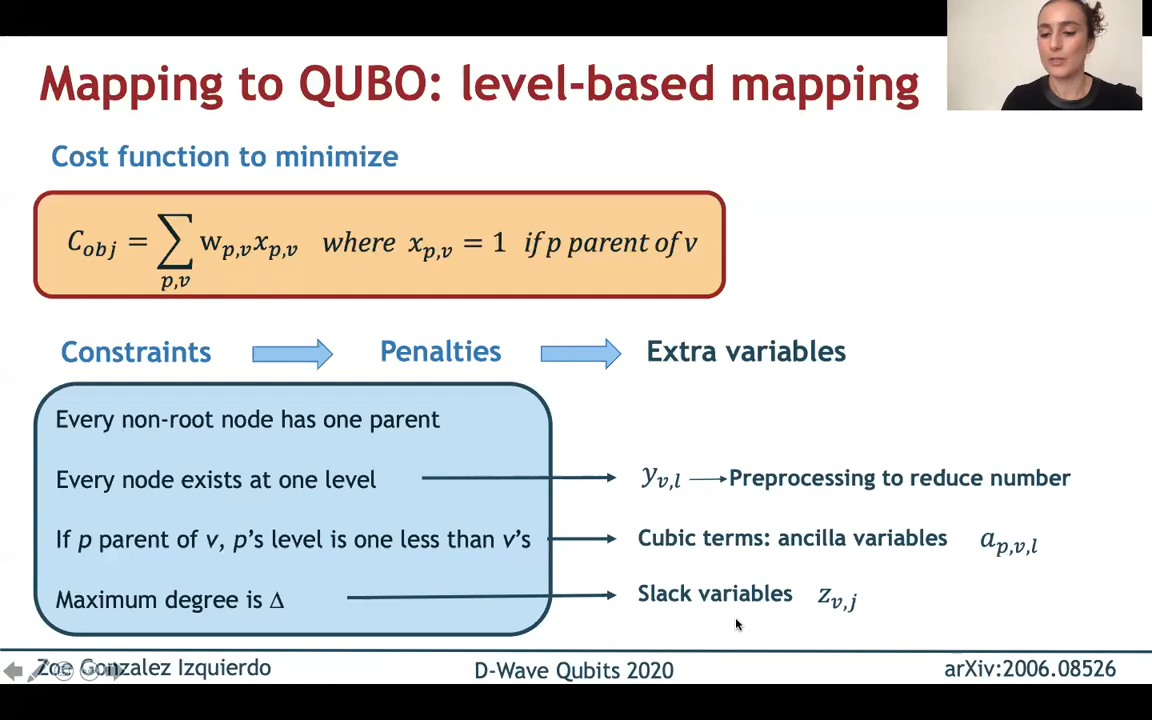 Mapping to QUBO: level-based mapping
Cost function to minimize
C_{obj} = \sum_{p,v} w_{p,v} x_{p,v} where x_{p,v} = 1 if p parent of v
Constraints Penalties Extra variables
Every non-root node has one parent
Every node exists at one level y_{v,l} → Preprocessing to reduce number
If p parent of v, p's level is one less than v's Cubic terms: ancilla variables a_{p,v,l}
Maximum degree is Δ Slack variables z_{v,j}
Zoe Gonzalez Izquierdo D-Wave Qubits 2020 arXiv:2006.08526